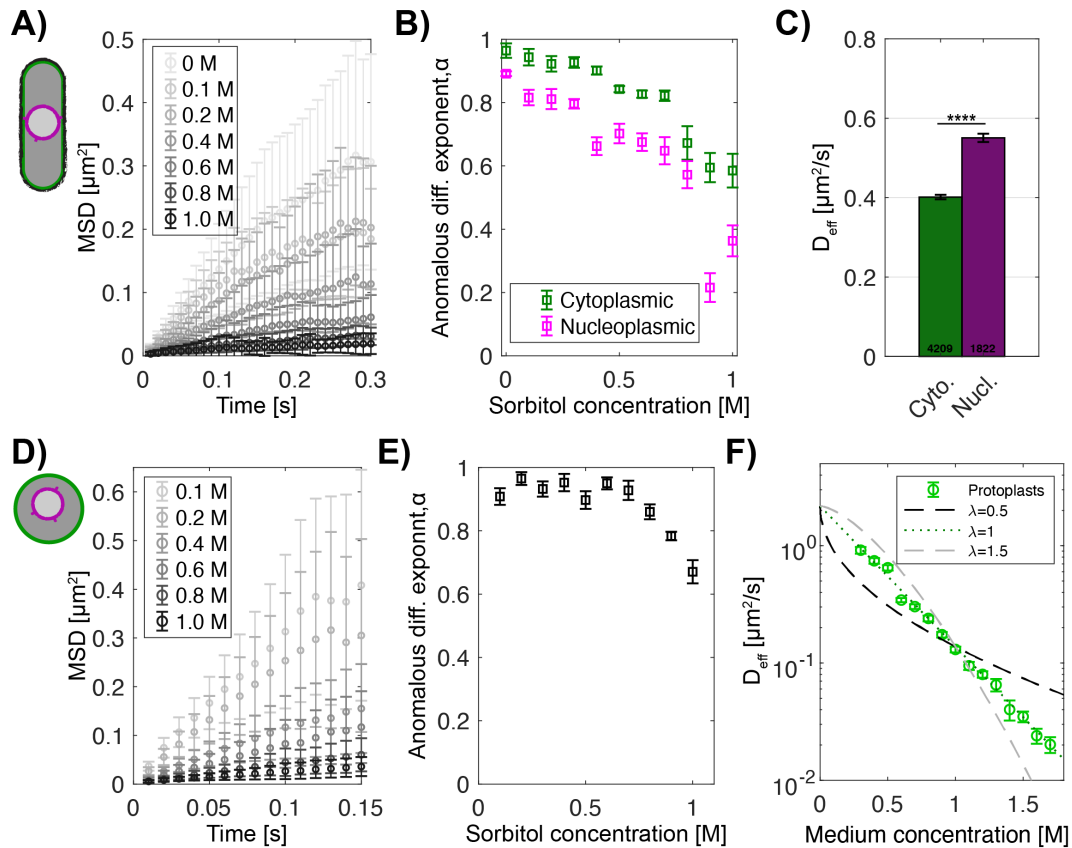 A)
MSD [µm²]
0.5
0.4
0.3
0.2
0.1
0
0 M
0.1 M
0.2 M
0.4 M
0.6 M
0.8 M
1.0 M
0
0.1
0.2
0.3
Time [s]
B)
Anomalous diff. exponent,α
1
0.8
0.6
0.4
0.2
0
Cytoplasmic
Nucleoplasmic
0
0.5
1
Sorbitol concentration [M]
C)
D_eff [µm²/s]
0.8
0.6
0.4
0.2
0
****
4209
1822
Cyto.
Nucl.
D)
MSD [µm²]
0.6
0.5
0.4
0.3
0.2
0.1
0
0.1 M
0.2 M
0.4 M
0.6 M
0.8 M
1.0 M
0
0.05
0.1
0.15
Time [s]
E)
Anomalous diff. exponnt,α
1
0.8
0.6
0.4
0.2
0
0
0.5
1
Sorbitol concentration [M]
F)
D_eff [µm²/s]
10⁰
10⁻¹
10⁻²
Protoplasts
λ=0.5
λ=1
λ=1.5
0
0.5
1
1.5
Medium concentration [M]